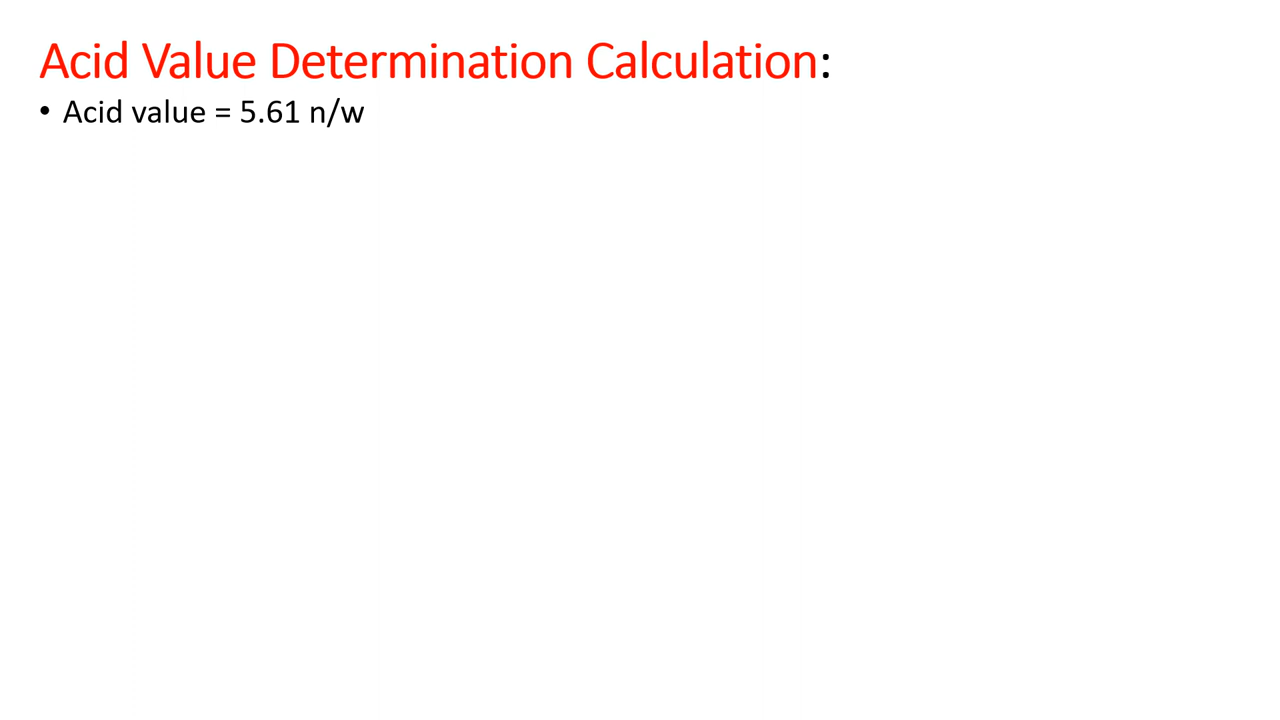 Acid Value Determination Calculation:
• Acid value = 5.61 n/w